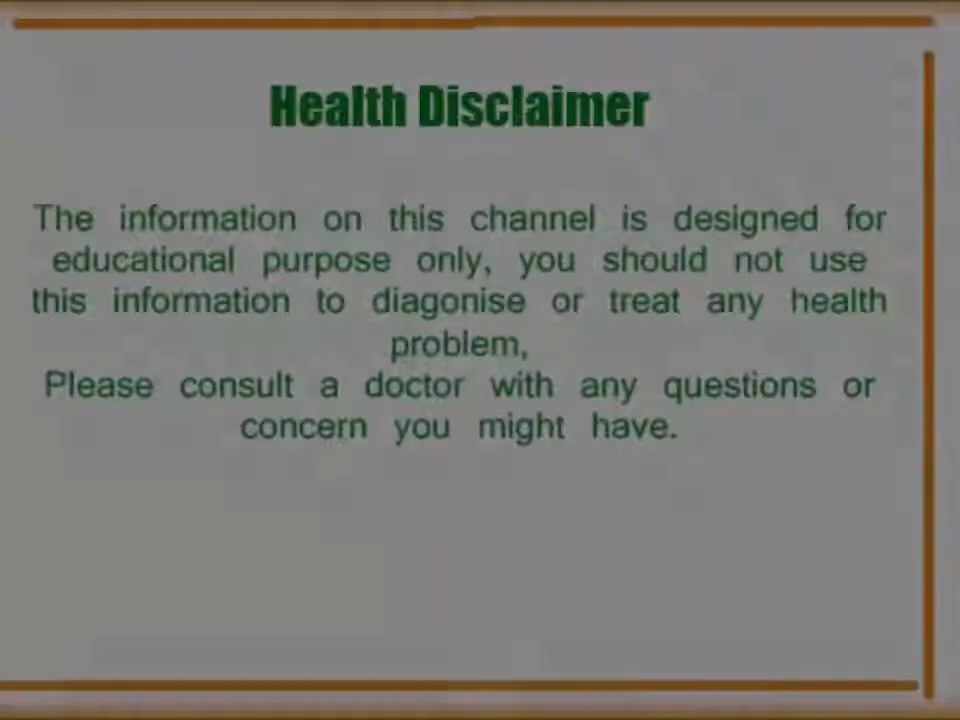 Health Disclaimer
The information on this channel is designed for
educational purpose only, you should not use
this information to diagonise or treat any health
problem,
Please consult a doctor with any questions or
concern you might have.